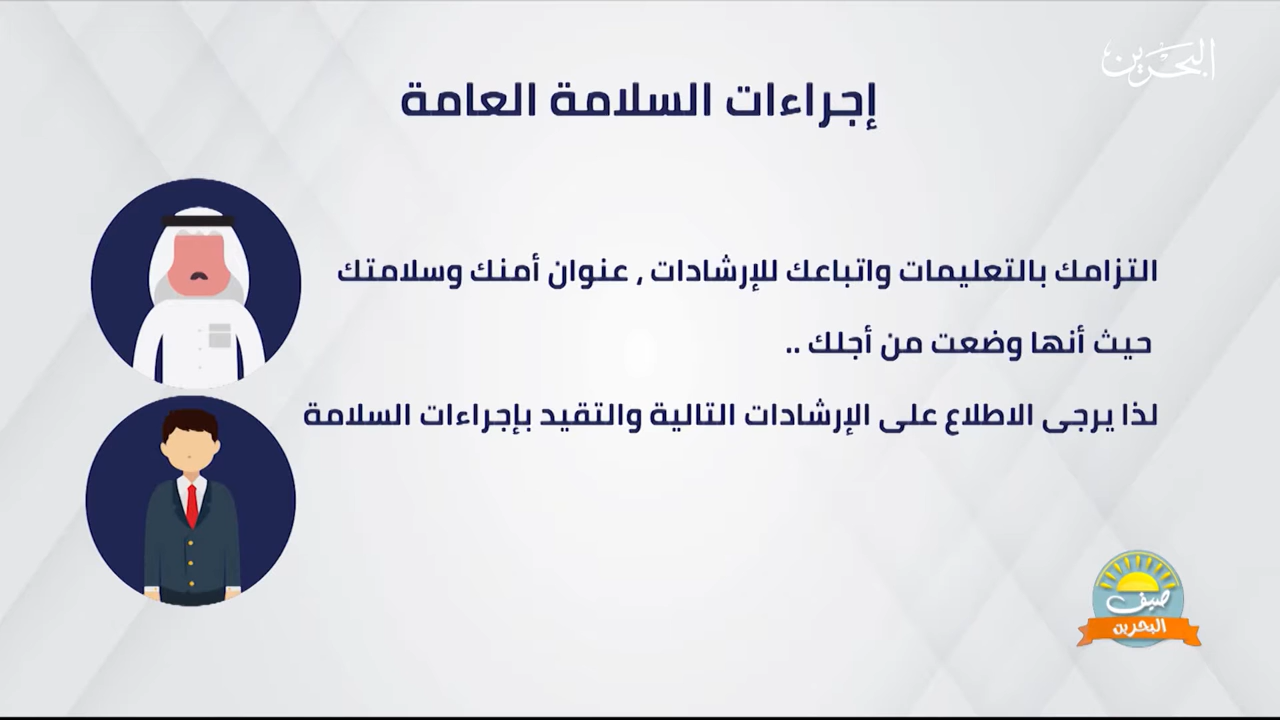 البحرين
إجراءات السلامة العامة
التزامك بالتعليمات واتباعك للإرشادات , عنوان أمنك وسلامتك
حيث أنها وضعت من أجلك ..
لذا يرجى الاطلاع على الإرشادات التالية والتقيد بإجراءات السلامة
صيف
البحرين